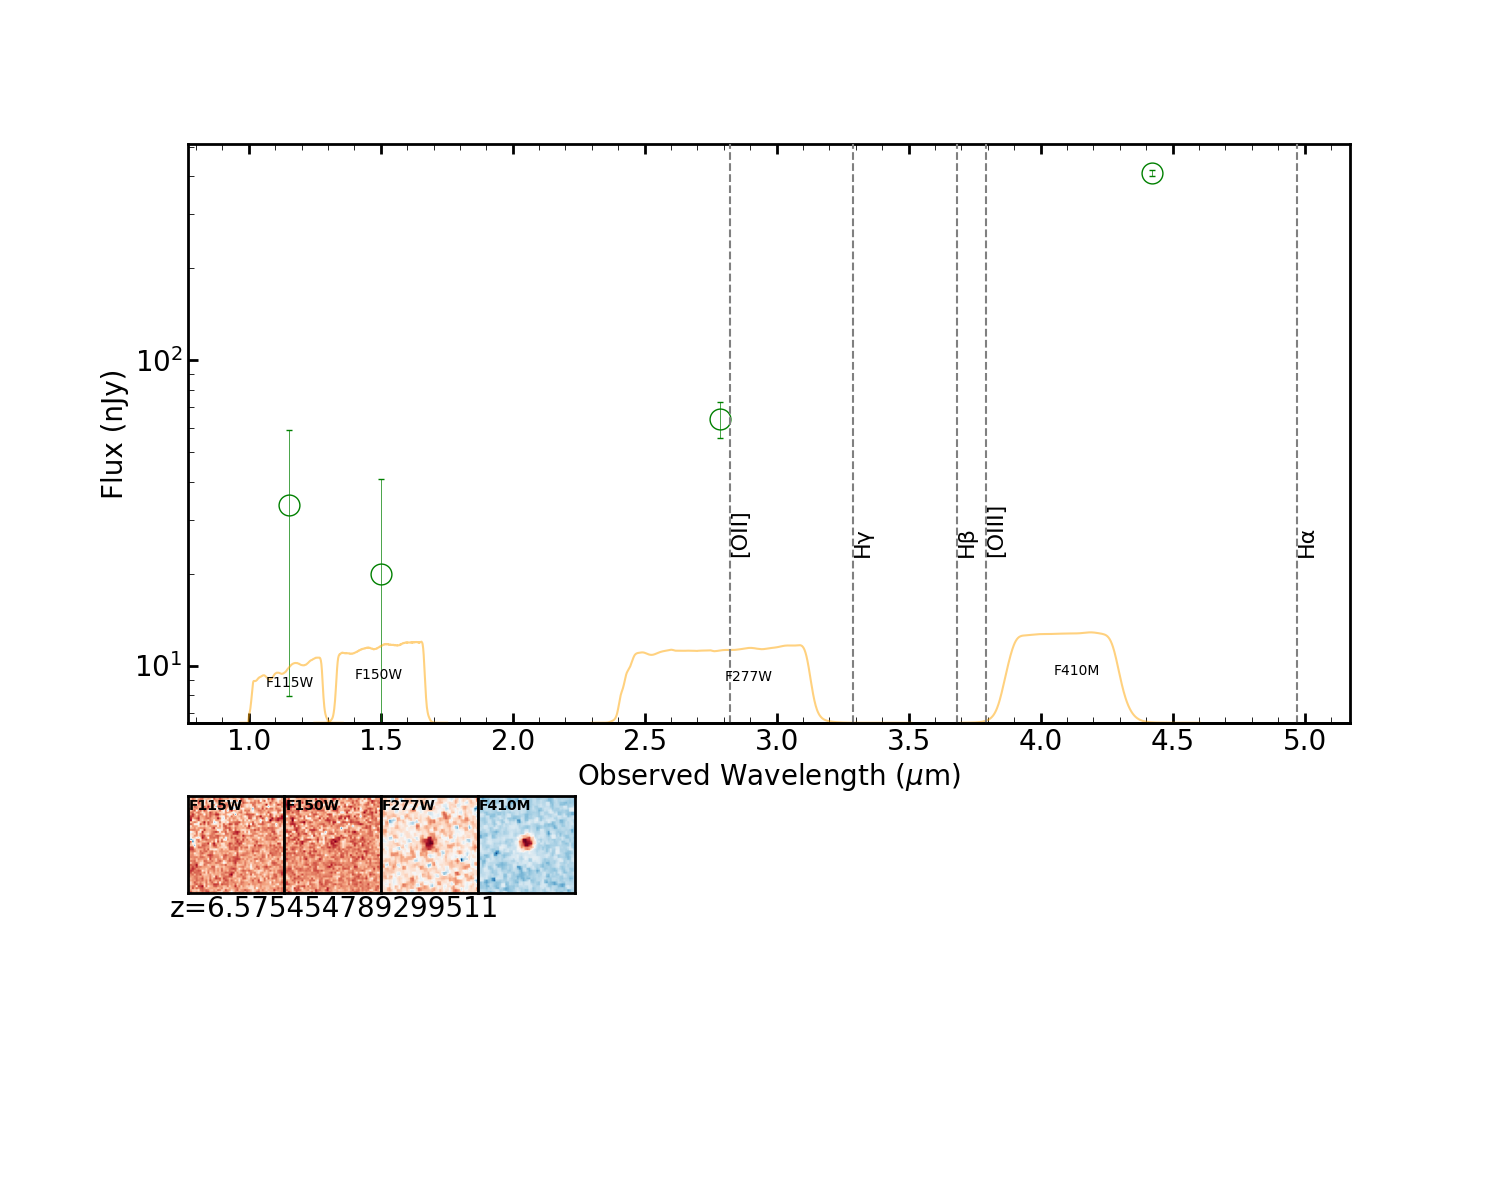 Flux (nJy)
10²
10¹
F115W
F150W
F277W
F410M
[OII]
Hγ
Hβ
[OIII]
Hα
1.0 1.5 2.0 2.5 3.0 3.5 4.0 4.5 5.0
Observed Wavelength (μm)
F115W F150W F277W F410M
z=6.575454789299511